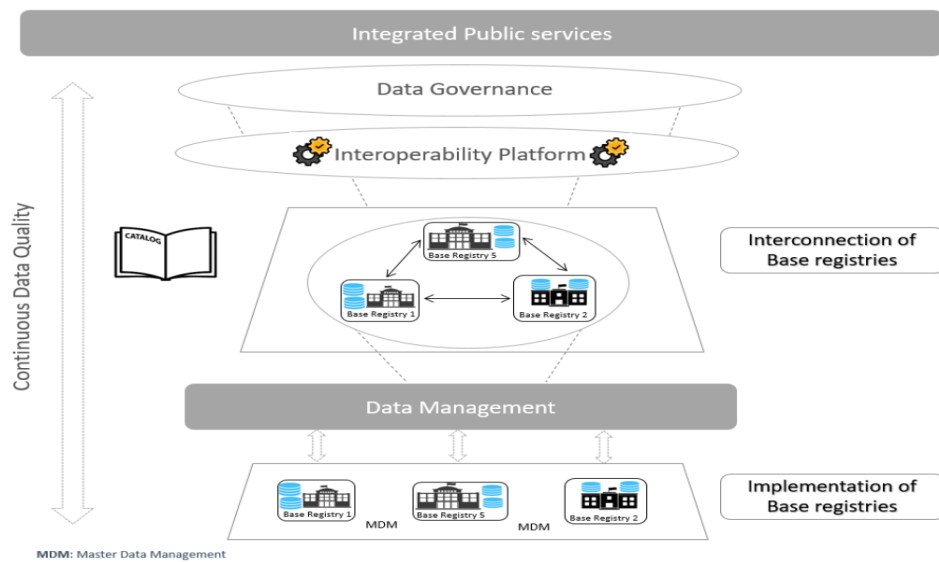 Integrated Public services
Data Governance
Interoperability Platform
Continuous Data Quality
CATALOG
Base Registry S
Base Registry 1
Base Registry 2
Interconnection of
Base registries
Data Management
Base Registry 1
MDM
Base Registry S
MDM
Base Registry 2
Implementation of
Base registries
MDM: Master Data Management